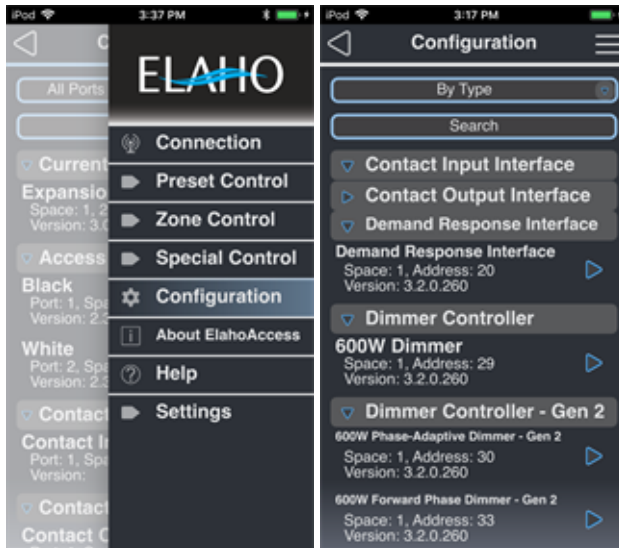 iPod 3:37 PM
C
All Ports
Current
Expansio
Space: 1, 2
Version: 3.0
Access
Black
Port: 1, Spa
Version: 2.3
White
Port: 2, Spa
Version: 2.3
Contact
Contact In
Port: 1, Spa
Version:
Contact
Contact O
ELAHO
Connection
Preset Control
Zone Control
Special Control
Configuration
About ElahoAccess
Help
Settings
iPod 3:17 PM
Configuration
By Type
Search
Contact Input Interface
Contact Output Interface
Demand Response Interface
Demand Response Interface
Space: 1, Address: 20
Version: 3.2.0.260
Dimmer Controller
600W Dimmer
Space: 1, Address: 29
Version: 3.2.0.260
Dimmer Controller - Gen 2
600W Phase-Adaptive Dimmer - Gen 2
Space: 1, Address: 30
Version: 3.2.0.260
600W Forward Phase Dimmer - Gen 2
Space: 1, Address: 33
Version: 3.2.0.260